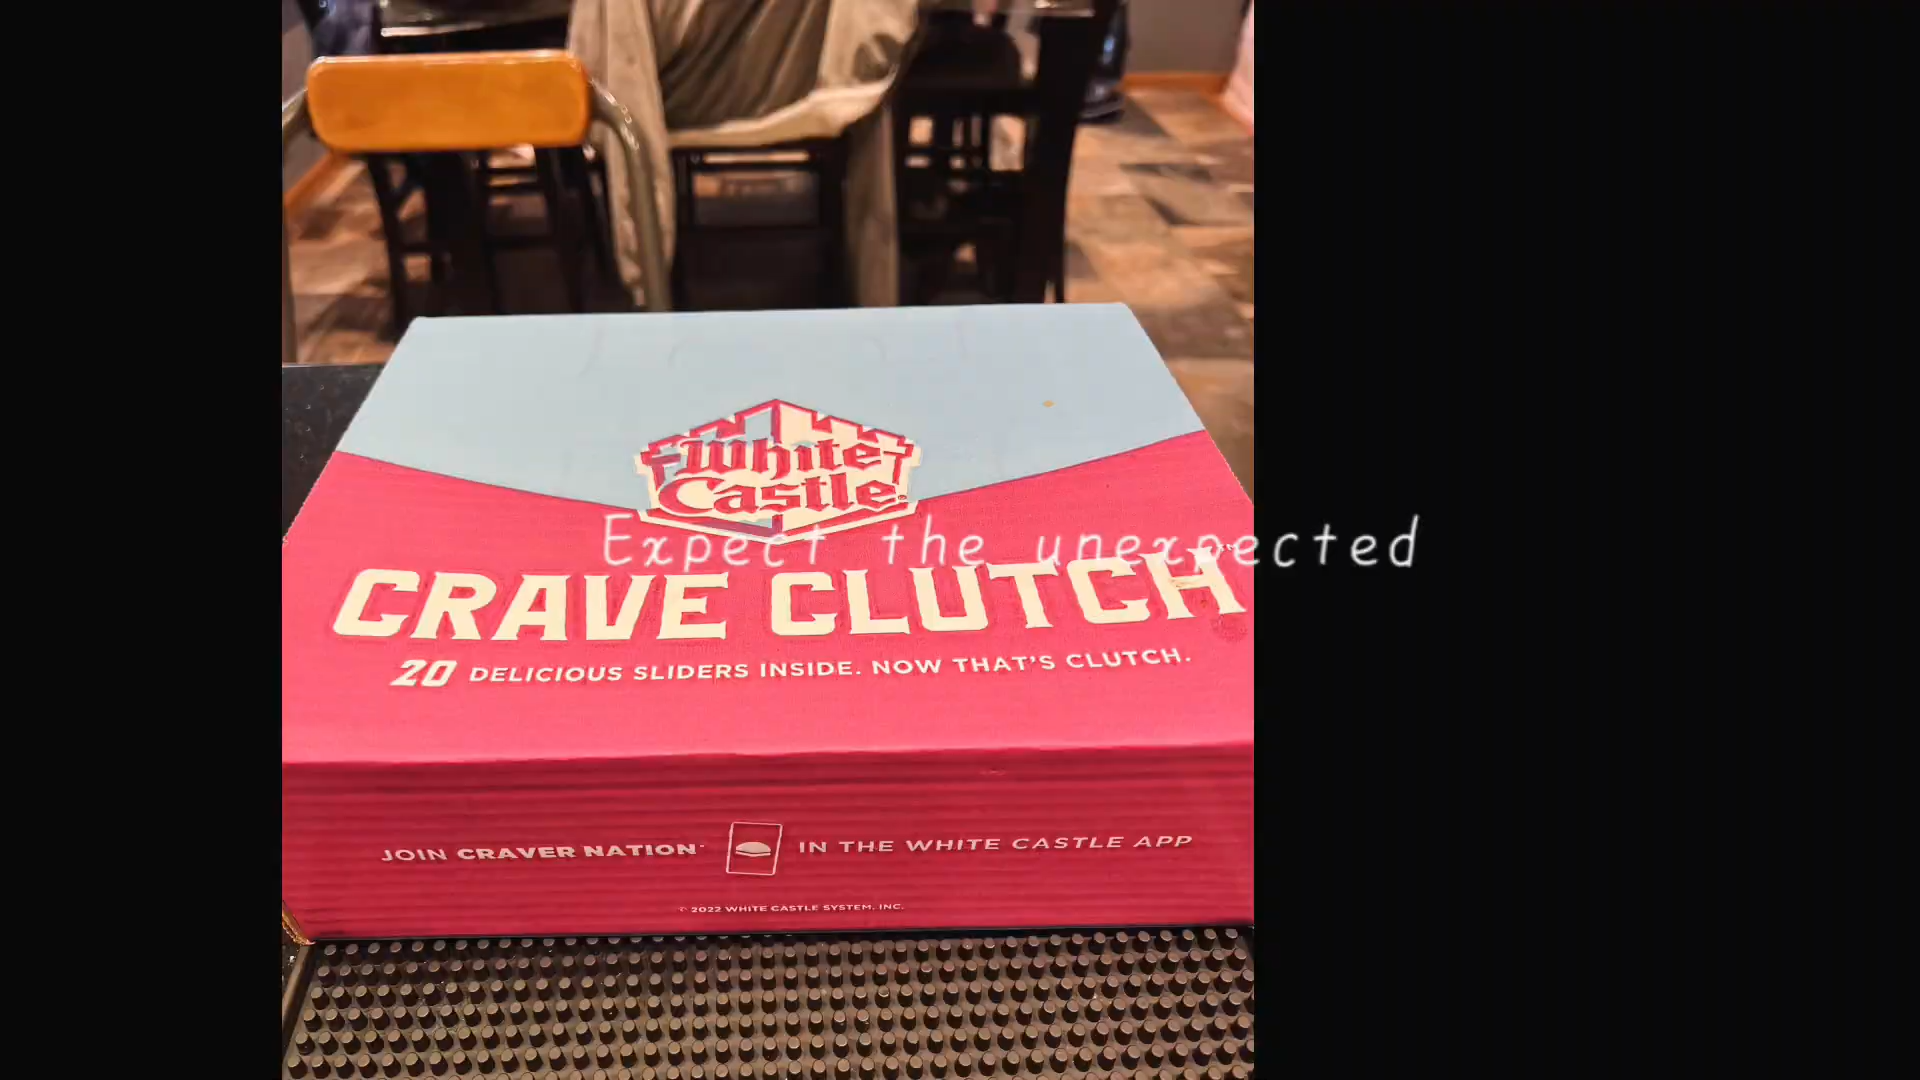 White
Castle
Expect the unexpected
CRAVE CLUTCH
20 DELICIOUS SLIDERS INSIDE. NOW THAT'S CLUTCH.
JOIN CRAVER NATION IN THE WHITE CASTLE APP
© 2022 WHITE CASTLE SYSTEM, INC.